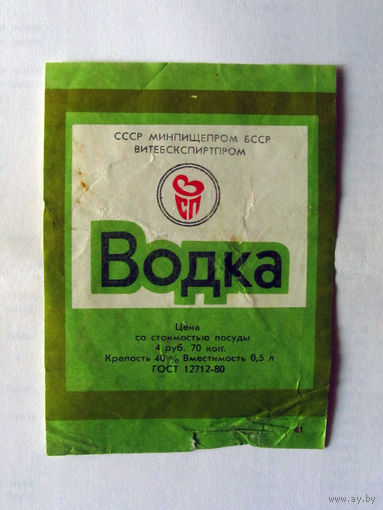 СССР МИНПИЩЕПРОМ БССР
ВИТЕБСКСПИРТПРОМ
ВСП
Водка
Цена
со стоимостью посуды
4 руб. 70 коп.
Крепость 40% Вместимость 0,5 л
ГОСТ 12712-80
www.ay.by